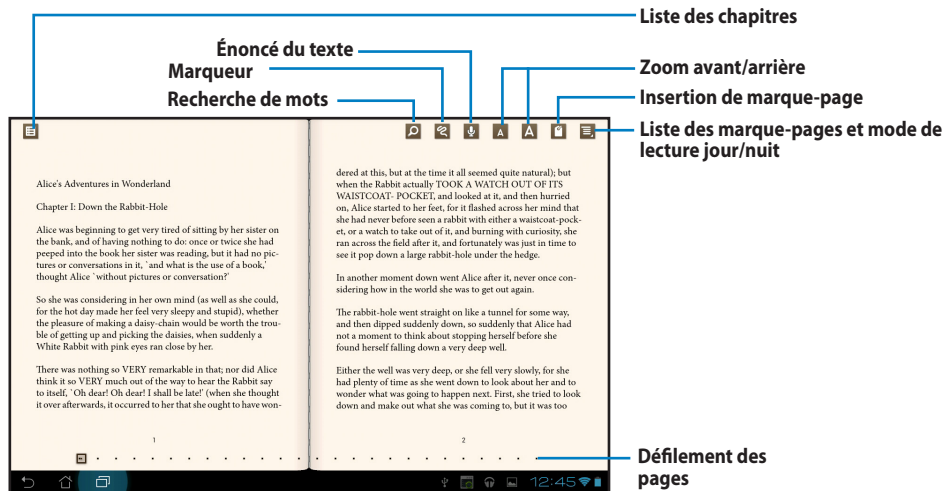 Liste des chapitres
Énoncé du texte
Marqueur
Recherche de mots
Zoom avant/arrière
Insertion de marque-page
Liste des marque-pages et mode de
lecture jour/nuit
A
A
Alice's Adventures in Wonderland
Chapter I: Down the Rabbit-Hole
Alice was beginning to get very tired of sitting by her sister on
the bank, and of having nothing to do: once or twice she had
peeped into the book her sister was reading, but it had no pic-
tures or conversations in it, `and what is the use of a book,'
thought Alice `without pictures or conversation?'
So she was considering in her own mind (as well as she could,
for the hot day made her feel very sleepy and stupid), whether
the pleasure of making a daisy-chain would be worth the trou-
ble of getting up and picking the daisies, when suddenly a
White Rabbit with pink eyes ran close by her.
There was nothing so VERY remarkable in that; nor did Alice
think it so VERY much out of the way to hear the Rabbit say
to itself, `Oh dear! Oh dear! I shall be late!' (when she thought
it over afterwards, it occurred to her that she ought to have won-
1
dered at this, but at the time it all seemed quite natural); but
when the Rabbit actually TOOK A WATCH OUT OF ITS
WAISTCOAT- POCKET, and looked at it, and then hurried
on, Alice started to her feet, for it flashed across her mind that
she had never before seen a rabbit with either a waistcoat-pock-
et, or a watch to take out of it, and burning with curiosity, she
ran across the field after it, and fortunately was just in time to
see it pop down a large rabbit-hole under the hedge.
In another moment down went Alice after it, never once con-
sidering how in the world she was to get out again.
The rabbit-hole went straight on like a tunnel for some way,
and then dipped suddenly down, so suddenly that Alice had
not a moment to think about stopping herself before she
found herself falling down a very deep well.
Either the well was very deep, or she fell very slowly, for she
had plenty of time as she went down to look about her and to
wonder what was going to happen next. First, she tried to look
down and make out what she was coming to, but it was too
2
12:45
Défilement des
pages